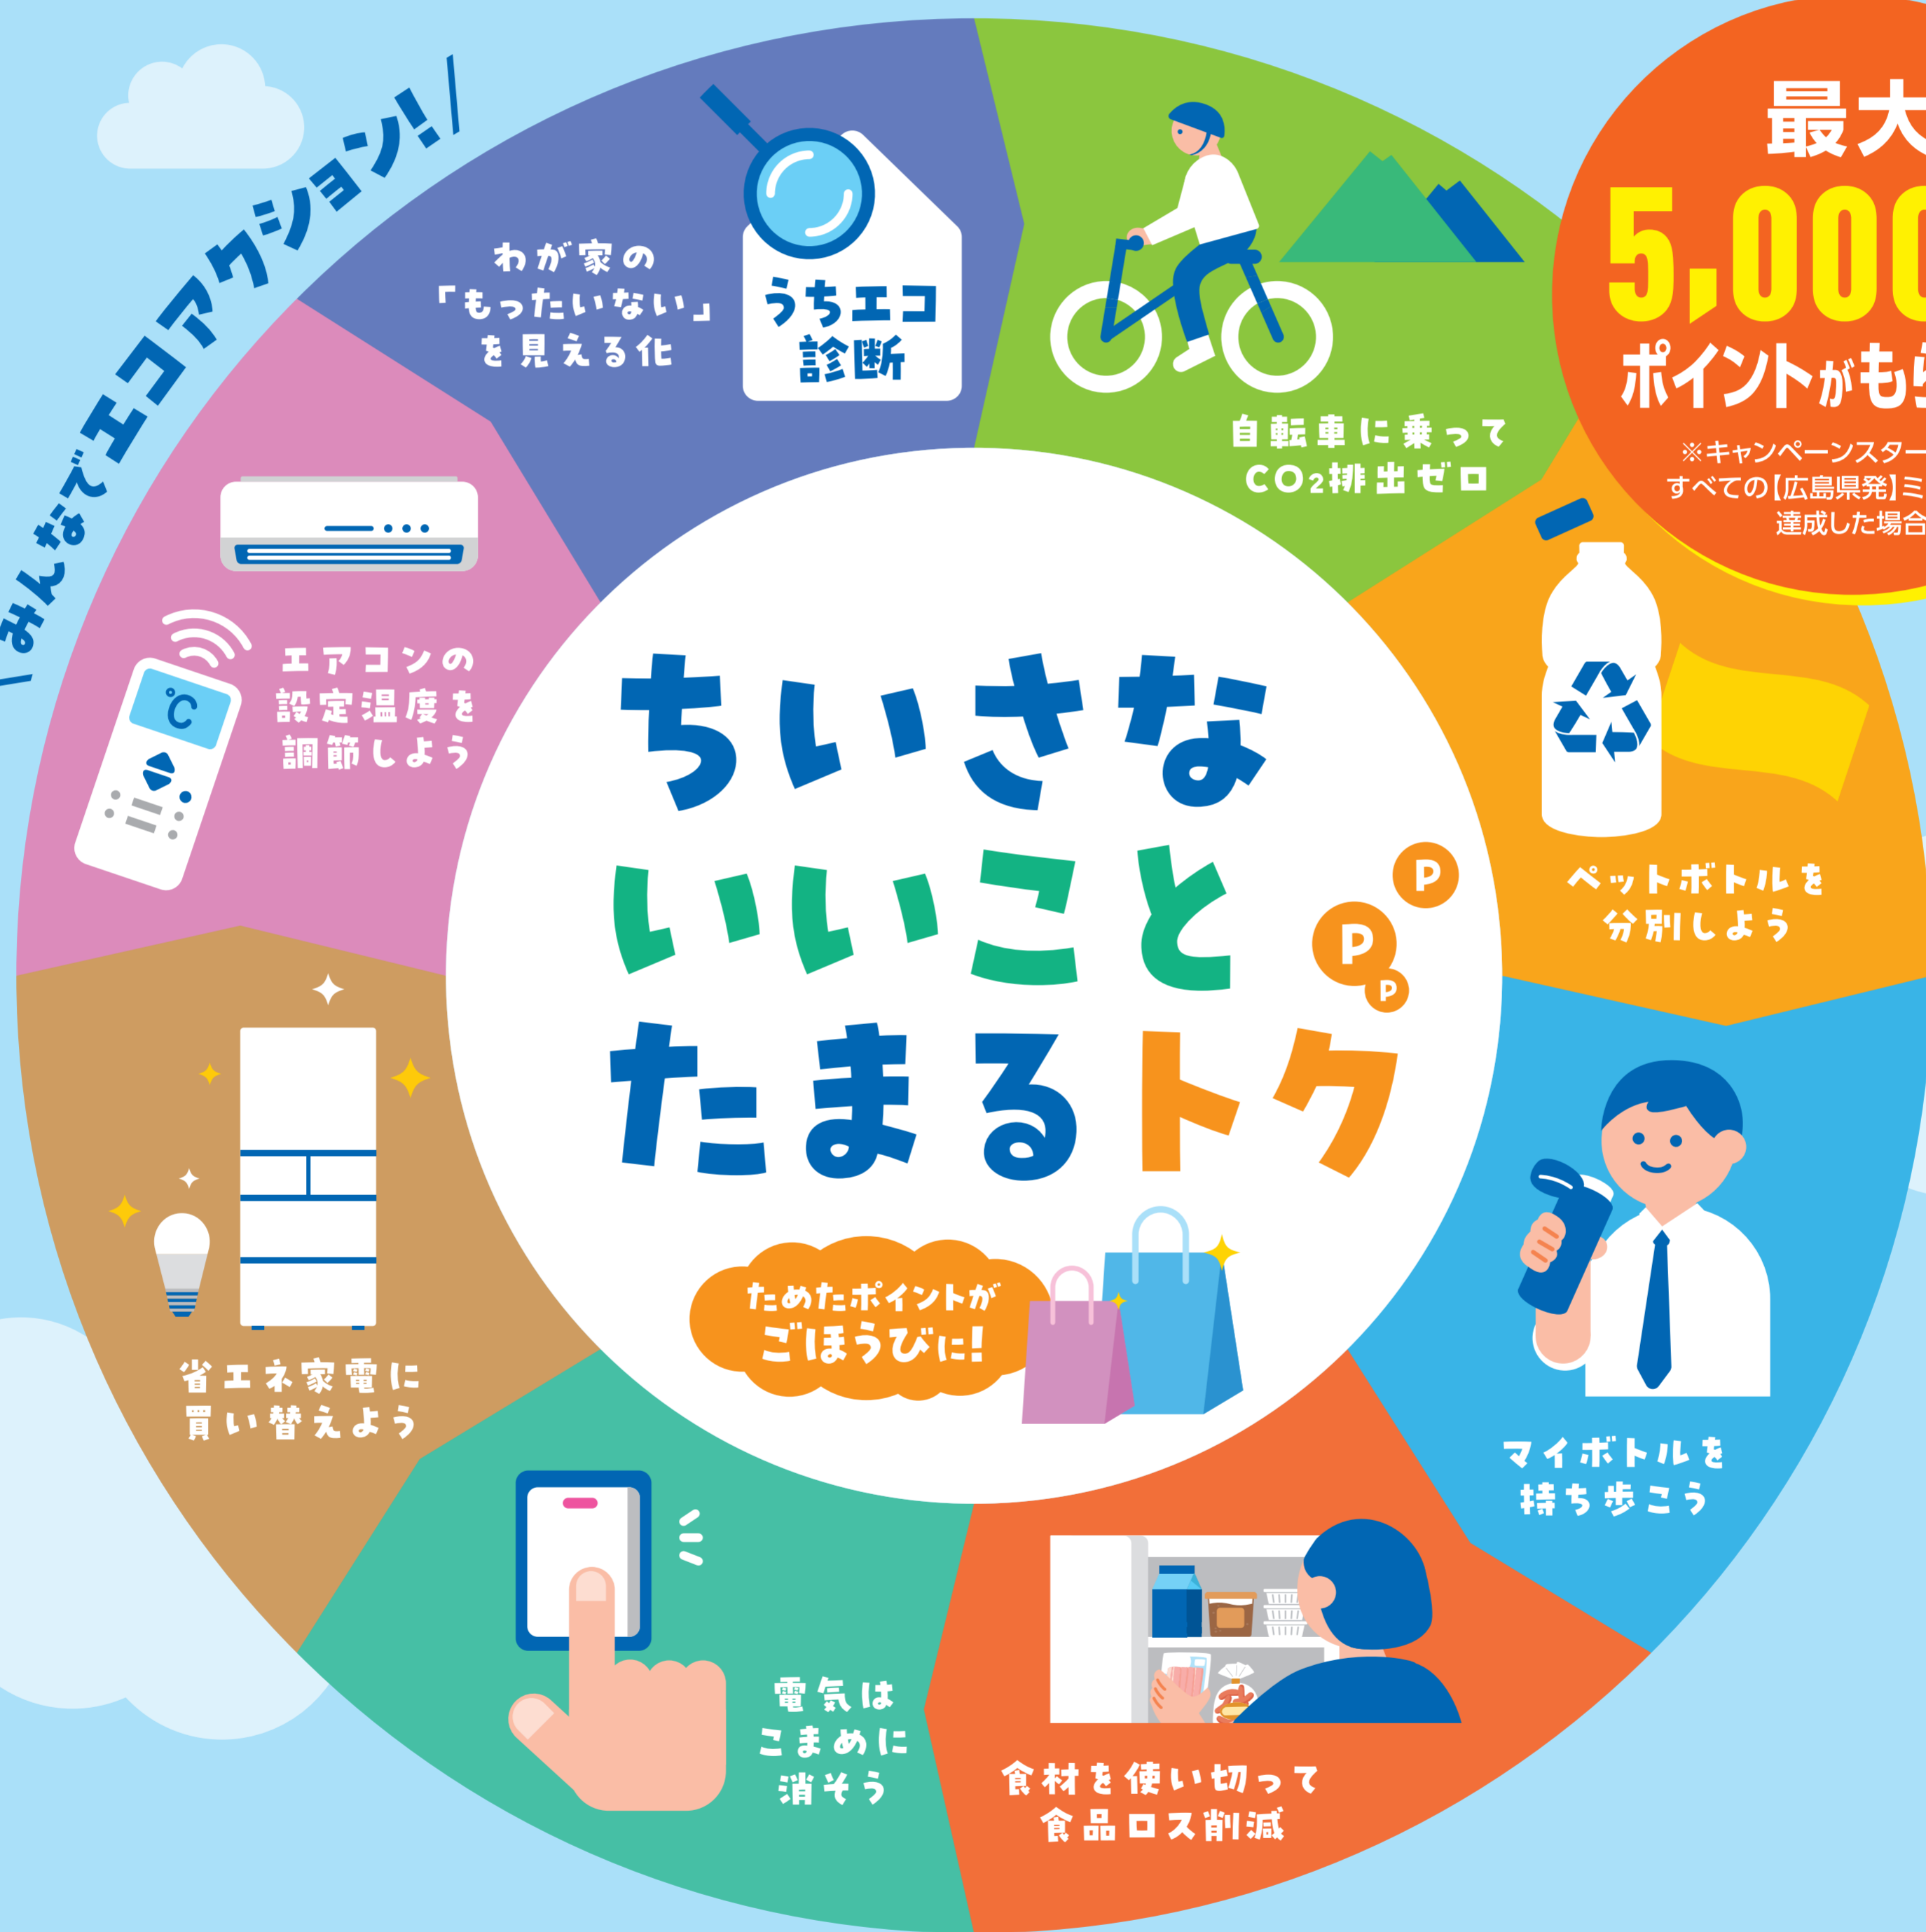 みんなでエコアクション!
わが家の
「もったいない」
を見える化
うちエコ
診断
自転車に乗って
CO₂排出ゼロ
最大
5,000
ポイントがもら
※キャンペーンスター
すべての【広島県発】ミ
達成した場合
エアコンの
設定温度を
調節しよう
℃
ちいさな
いいこと
たまるトク
P
P
P
ためたポイントが
ごほうびに!
ペットボトルを
分別しよう
マイボトルを
持ち歩こう
省エネ家電に
買い替えよう
電気は
こまめに
消そう
食材を使い切って
食品ロス削減